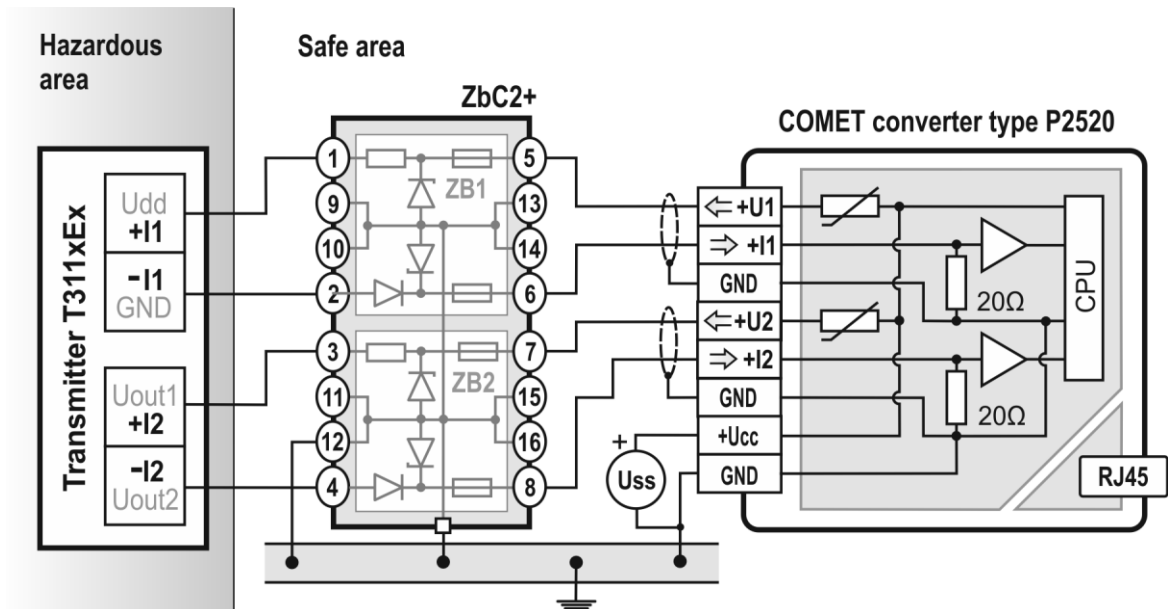 Hazardous
area
Safe area
ZbC2+
COMET converter type P2520
Transmitter T311xEx
Udd
+I1
-I1
GND
Uout1
+I2
-I2
Uout2
1
9
10
2
3
11
12
4
ZB1
ZB2
5
13
14
6
7
15
16
8
+U1
+I1
GND
+U2
+I2
GND
+Ucc
GND
+
Uss
20Ω
20Ω
CPU
RJ45